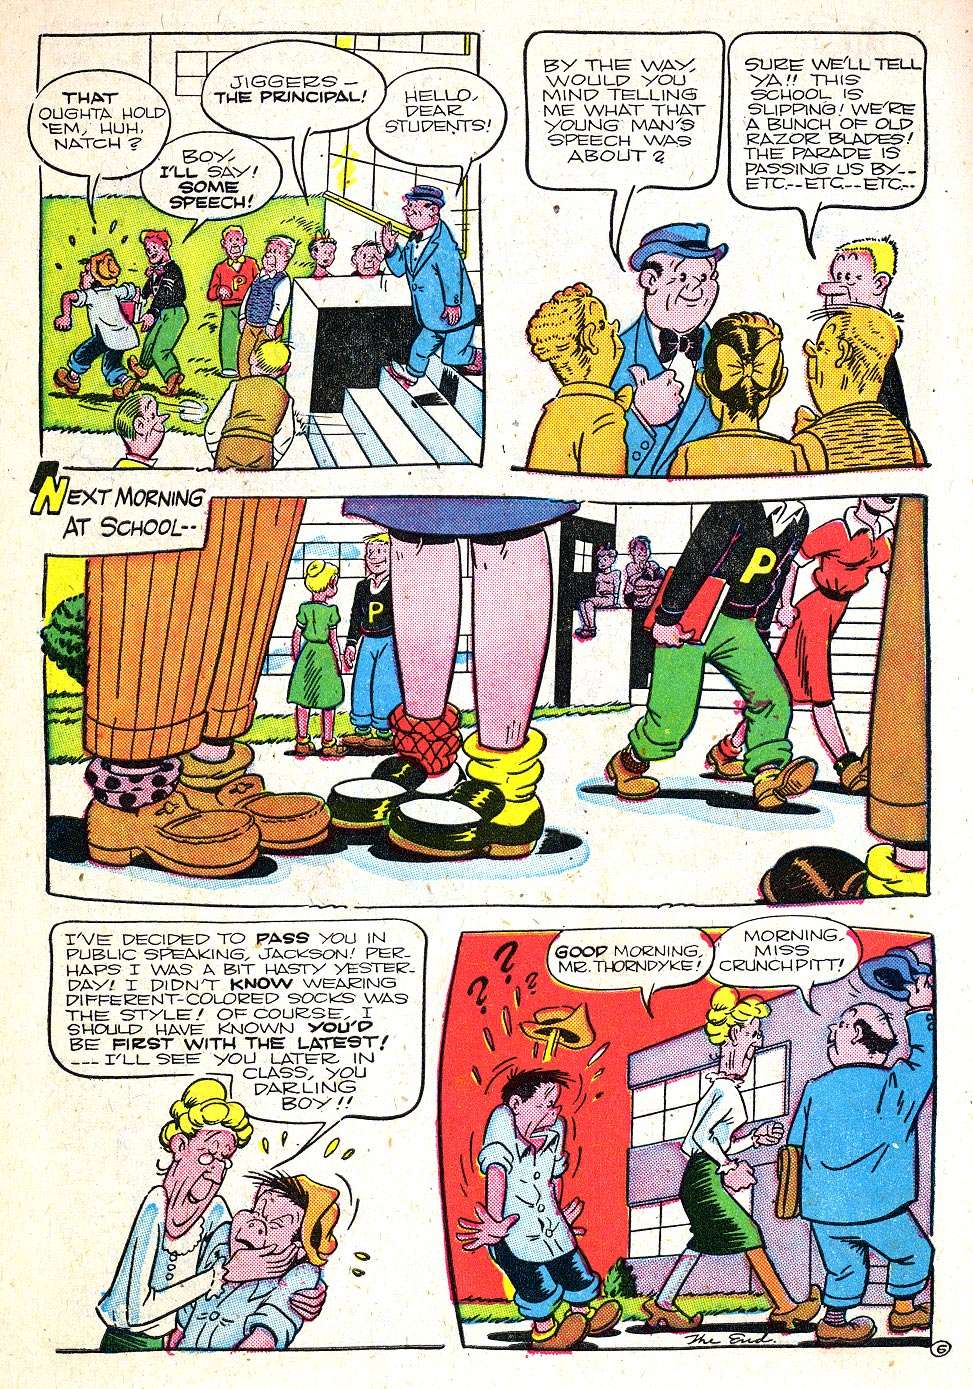 THAT
OUGHTA HOLD
'EM, HUH,
NATCH?
BOY,
I'LL SAY!
SOME
SPEECH!
JIGGERS—
THE PRINCIPAL!
HELLO,
DEAR
STUDENTS!
P
BY THE WAY,
WOULD YOU
MIND TELLING
ME WHAT THAT
YOUNG MAN'S
SPEECH WAS
ABOUT?
SURE WE'LL TELL
YA!! THIS
SCHOOL IS
SLIPPING! WE'RE
A BUNCH OF OLD
RAZOR BLADES!
THE PARADE IS
PASSING US BY--
ETC.--ETC.--ETC.--
NEXT MORNING
AT SCHOOL--
P
P
I'VE DECIDED TO PASS YOU IN
PUBLIC SPEAKING, JACKSON! PER-
HAPS I WAS A BIT HASTY YESTER-
DAY! I DIDN'T KNOW WEARING
DIFFERENT-COLORED SOCKS WAS
THE STYLE! OF COURSE, I
SHOULD HAVE KNOWN YOU'D
BE FIRST WITH THE LATEST!
---I'LL SEE YOU LATER IN
CLASS, YOU
DARLING
BOY!!
? ? ? ?
GOOD MORNING,
MR. THORNDYKE!
MORNING,
MISS
CRUNCHPITT!
The End.
6